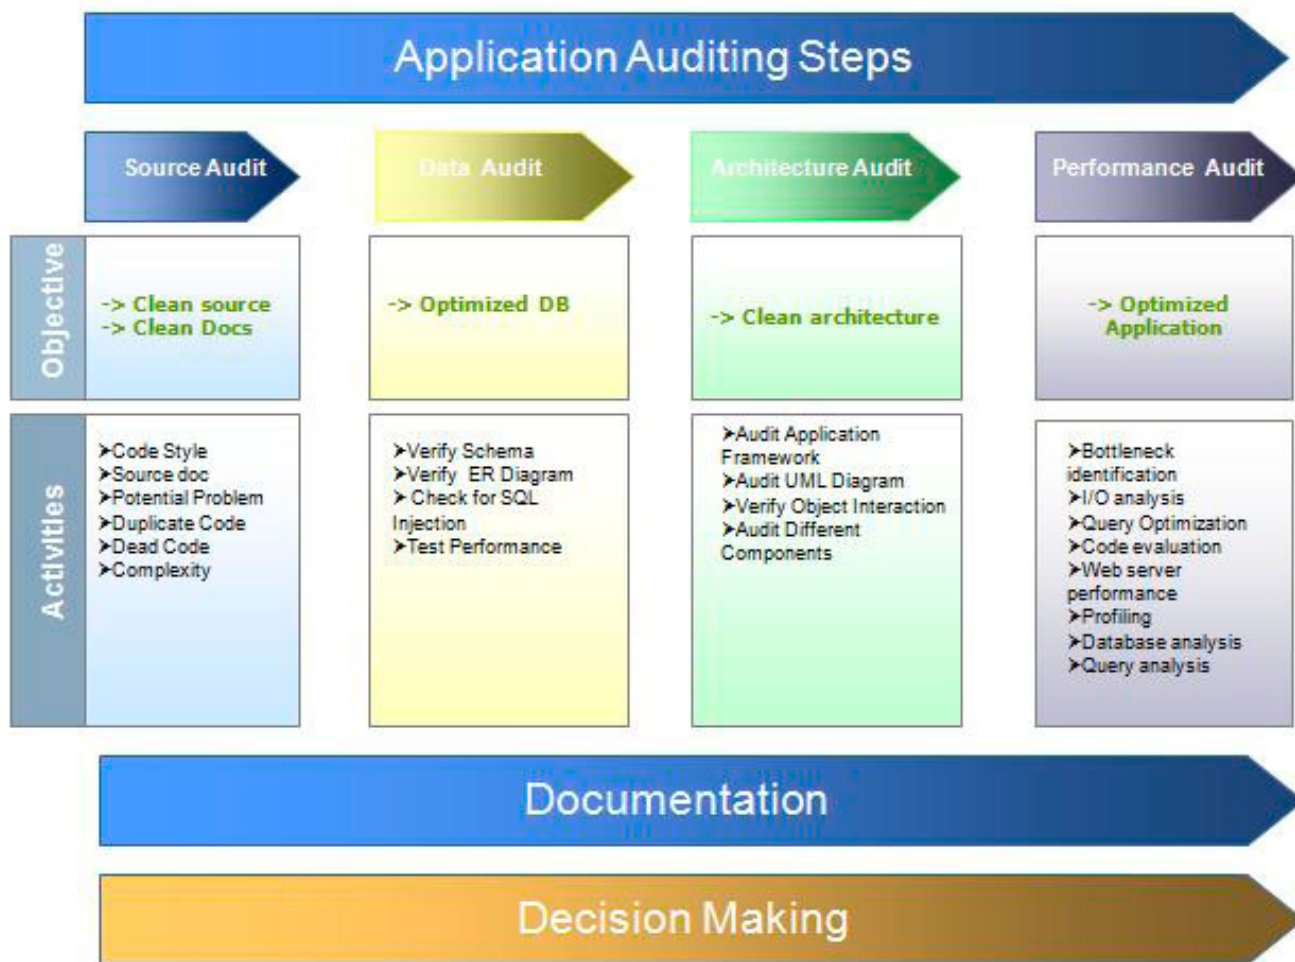 Application Auditing Steps
Source Audit
Data Audit
Architecture Audit
Performance Audit
Objective
-> Clean source
-> Clean Docs
-> Optimized DB
-> Clean architecture
-> Optimized
Application
Activities
➤Code Style
➤Source doc
➤Potential Problem
➤Duplicate Code
➤Dead Code
➤Complexity
➤Verify Schema
➤Verify ER Diagram
➤ Check for SQL
Injection
➤Test Performance
➤Audit Application
Framework
➤Audit UML Diagram
➤Verify Object Interaction
➤Audit Different
Components
➤Bottleneck
identification
➤I/O analysis
➤Query Optimization
➤Code evaluation
➤Web server
performance
➤Profiling
➤Database analysis
➤Query analysis
Documentation
Decision Making